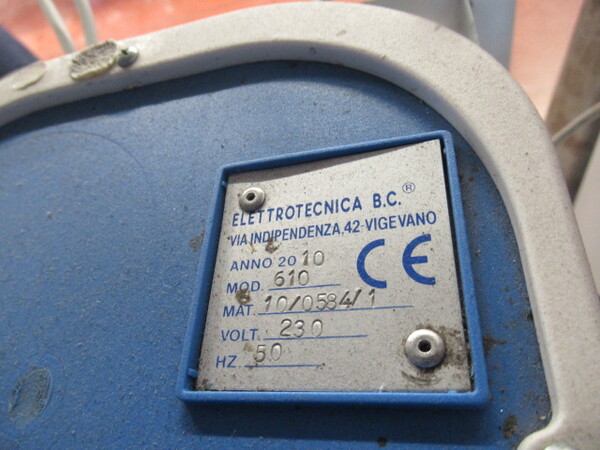 ELETTROTECNICA B.C.®
VIA INDIPENDENZA,42-VIGEVANO
ANNO 2010
CE
MOD. 610
MAT. 10/0584/1
VOLT. 230
HZ 50